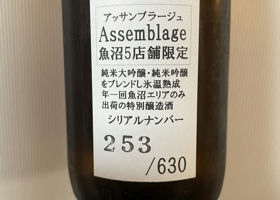 アッサンブラージュ
Assemblage
魚沼5店舗限定
純米大吟醸・純米吟醸
をブレンドし氷温熟成
年一回魚沼エリアのみ
出荷の特別醸造酒
シリアルナンバー
253
/630